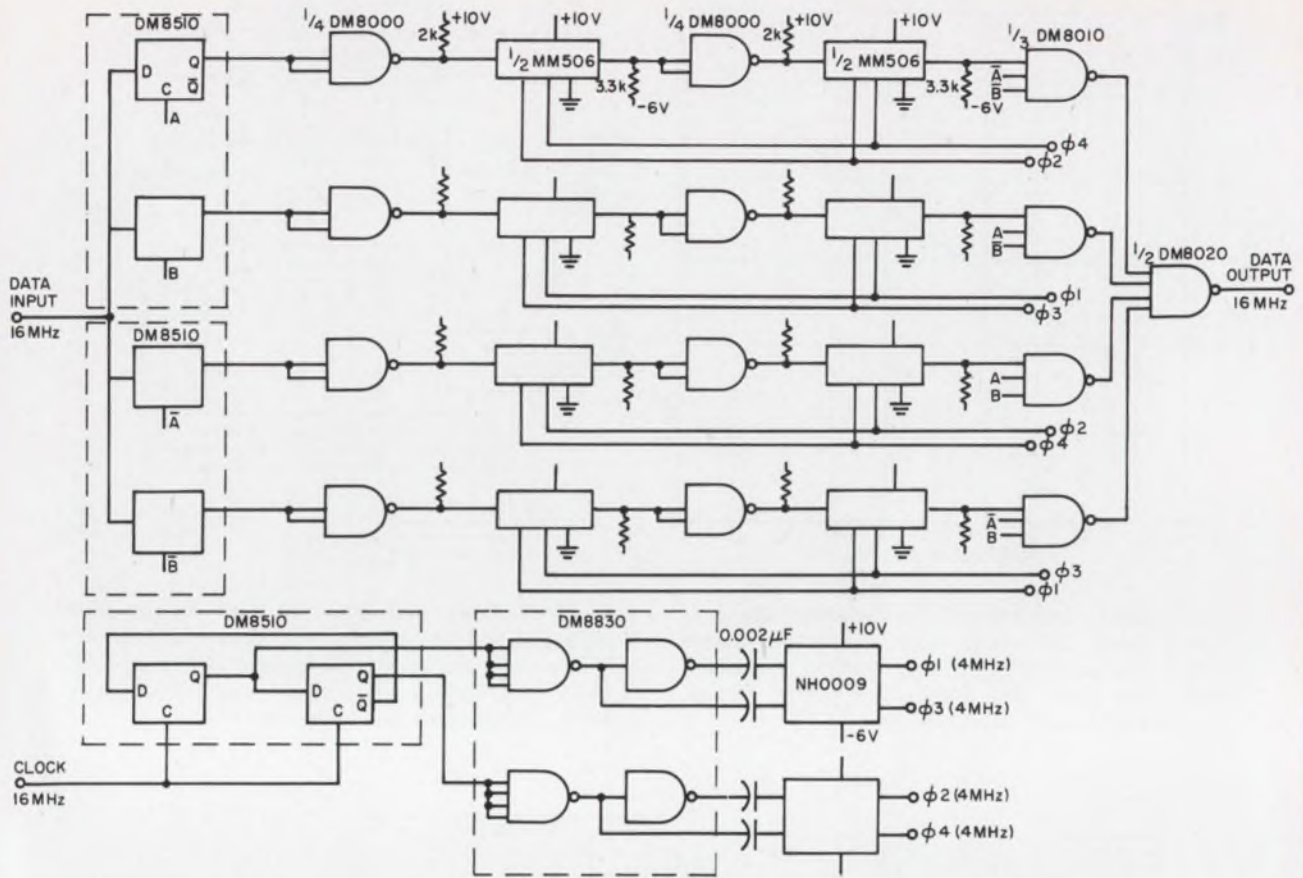 DM8510
1/4 DM8000
+10V
+10V
1/4 DM8000
+10V
+10V
1/3 DM8010
2k
2k
D Q
C Q̅
A
1/2 MM506
3.3k
-6V
1/2 MM506
3.3k
-6V
A̅
B̅
ϕ4
ϕ2
B
A
B̅
1/2 DM8020
DATA OUTPUT
16 MHz
ϕ1
ϕ3
DATA INPUT
16 MHz
DM8510
A̅
A
B
ϕ2
ϕ4
B̅
A̅
B
ϕ3
ϕ1
DM8510
DM8830
0.002µF
+10V
D Q
C
D Q
C Q̅
NH0009
ϕ1 (4MHz)
ϕ3 (4MHz)
-6V
CLOCK
16 MHz
ϕ2 (4MHz)
ϕ4 (4MHz)